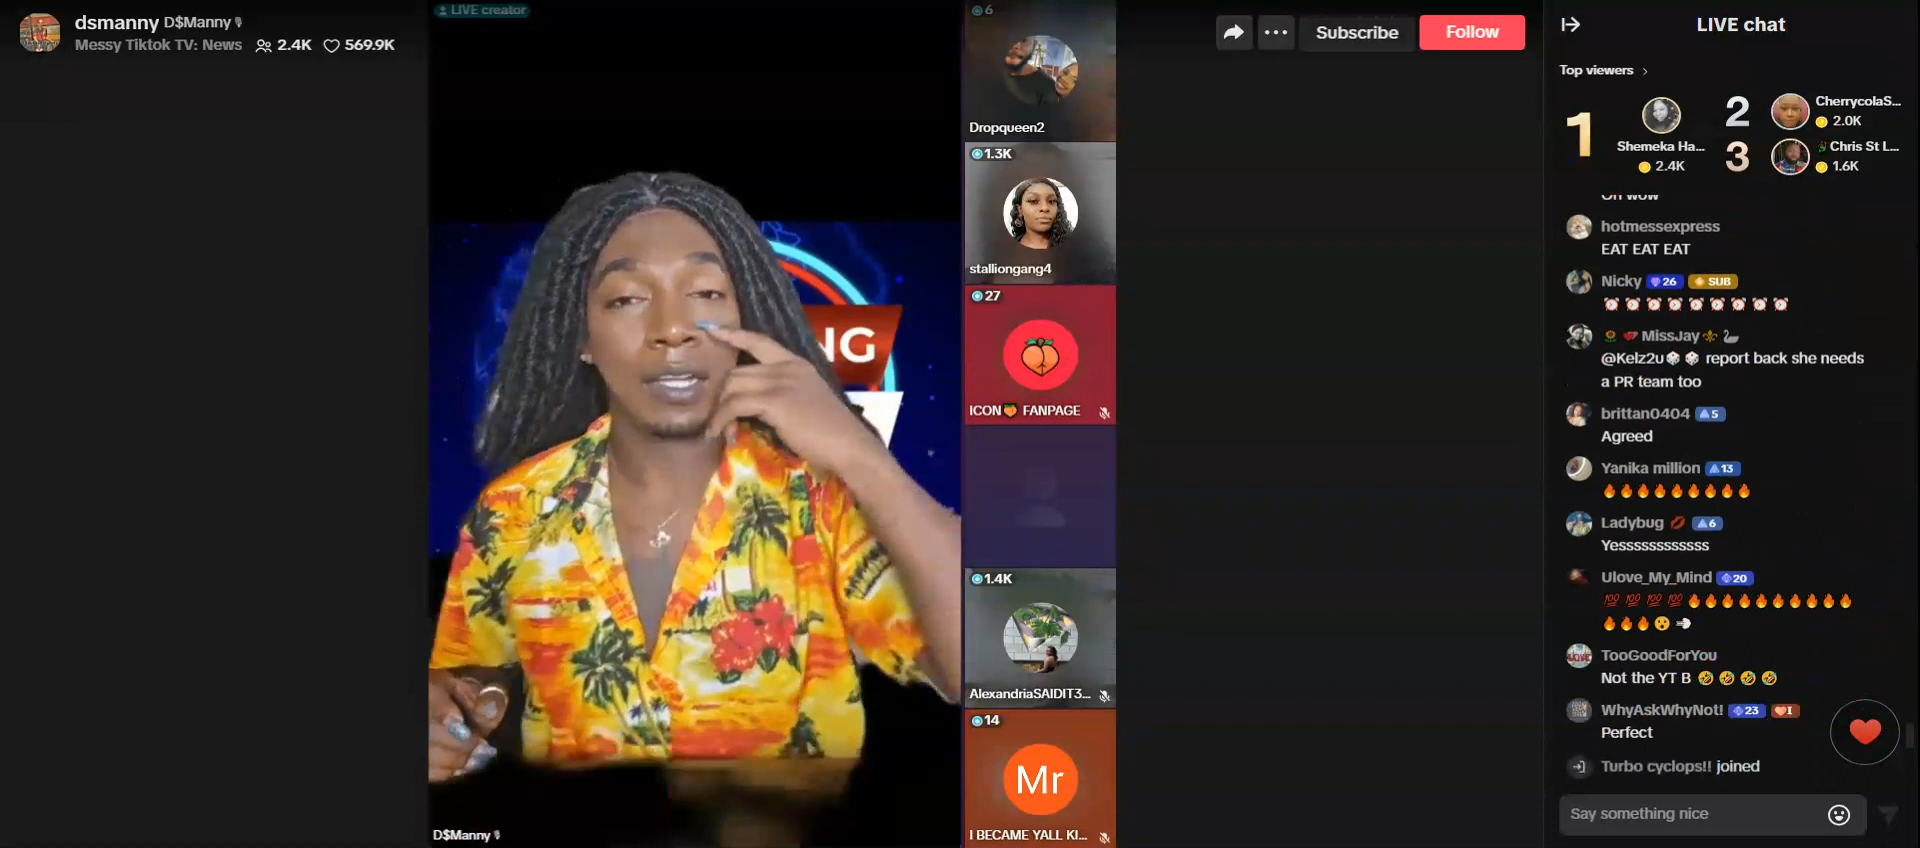 dsmanny D$Manny🎙
Messy Tiktok TV: News 2.4K 569.9K
LIVE creator
6
Dropqueen2
1.3K
stalliongang4
27
ICON🍑 FANPAGE
1.4K
AlexandriaSAIDIT3...
14
Mr
I BECAME YALL KI...
D$Manny🎙
NG
Subscribe
Follow
LIVE chat
Top viewers >
1
Shemeka Ha...
2.4K
2
CherrycolaS...
2.0K
3
Chris St L...
1.6K
Oh wow
hotmessexpress
EAT EAT EAT
Nicky 26 SUB
⏰⏰⏰⏰⏰⏰⏰⏰⏰
🌻 💝 MissJay⚜️ 🦢
@Kelz2u🎲🎲 report back she needs
a PR team too
brittan0404 5
Agreed
Yanika million 13
🔥🔥🔥🔥🔥🔥🔥🔥🔥
Ladybug 💋 6
Yessssssssssss
Ulove_My_Mind 20
💯💯💯💯🔥🔥🔥🔥🔥🔥🔥🔥🔥🔥
🔥🔥🔥😮‍💨
TooGoodForYou
Not the YT B 🤣🤣🤣🤣
WhyAskWhyNot! 23 I
Perfect
Turbo cyclops!! joined
Say something nice